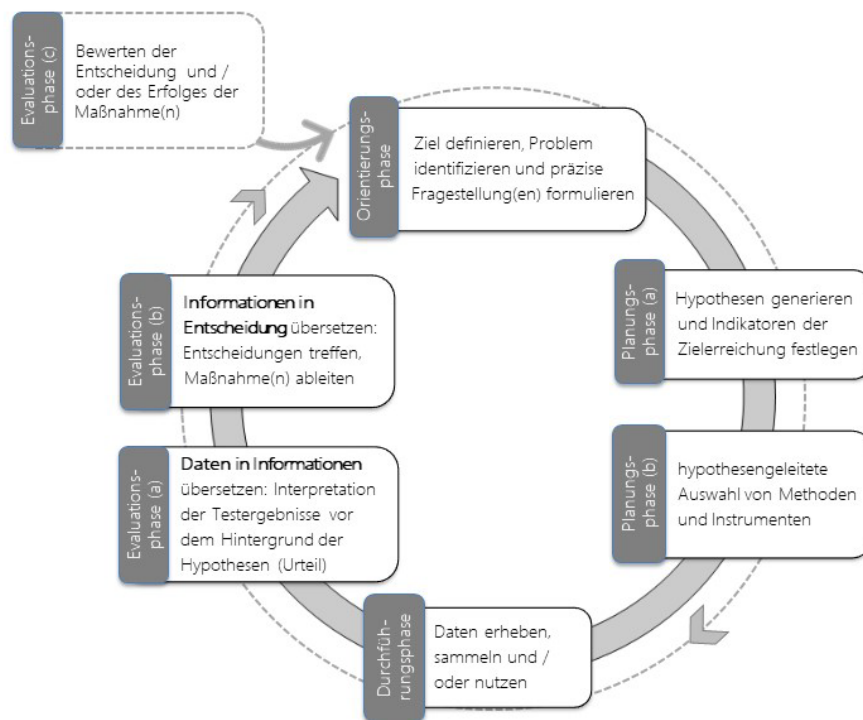 Evaluations-
phase (c)
Bewerten der
Entscheidung und /
oder des Erfolges der
Maßnahme(n)
Orientierungs-
phase
Ziel definieren, Problem
identifizieren und präzise
Fragestellung(en) formulieren
Planungs-
phase (a)
Hypothesen generieren
und Indikatoren der
Zielerreichung festlegen
Planungs-
phase (b)
hypothesengeleitete
Auswahl von Methoden
und Instrumenten
Durchfüh-
rungsphase
Daten erheben,
sammeln und /
oder nutzen
Evaluations-
phase (a)
Daten in Informationen
übersetzen: Interpretation
der Testergebnisse vor
dem Hintergrund der
Hypothesen (Urteil)
Evaluations-
phase (b)
Informationen in
Entscheidung übersetzen:
Entscheidungen treffen,
Maßnahme(n) ableiten